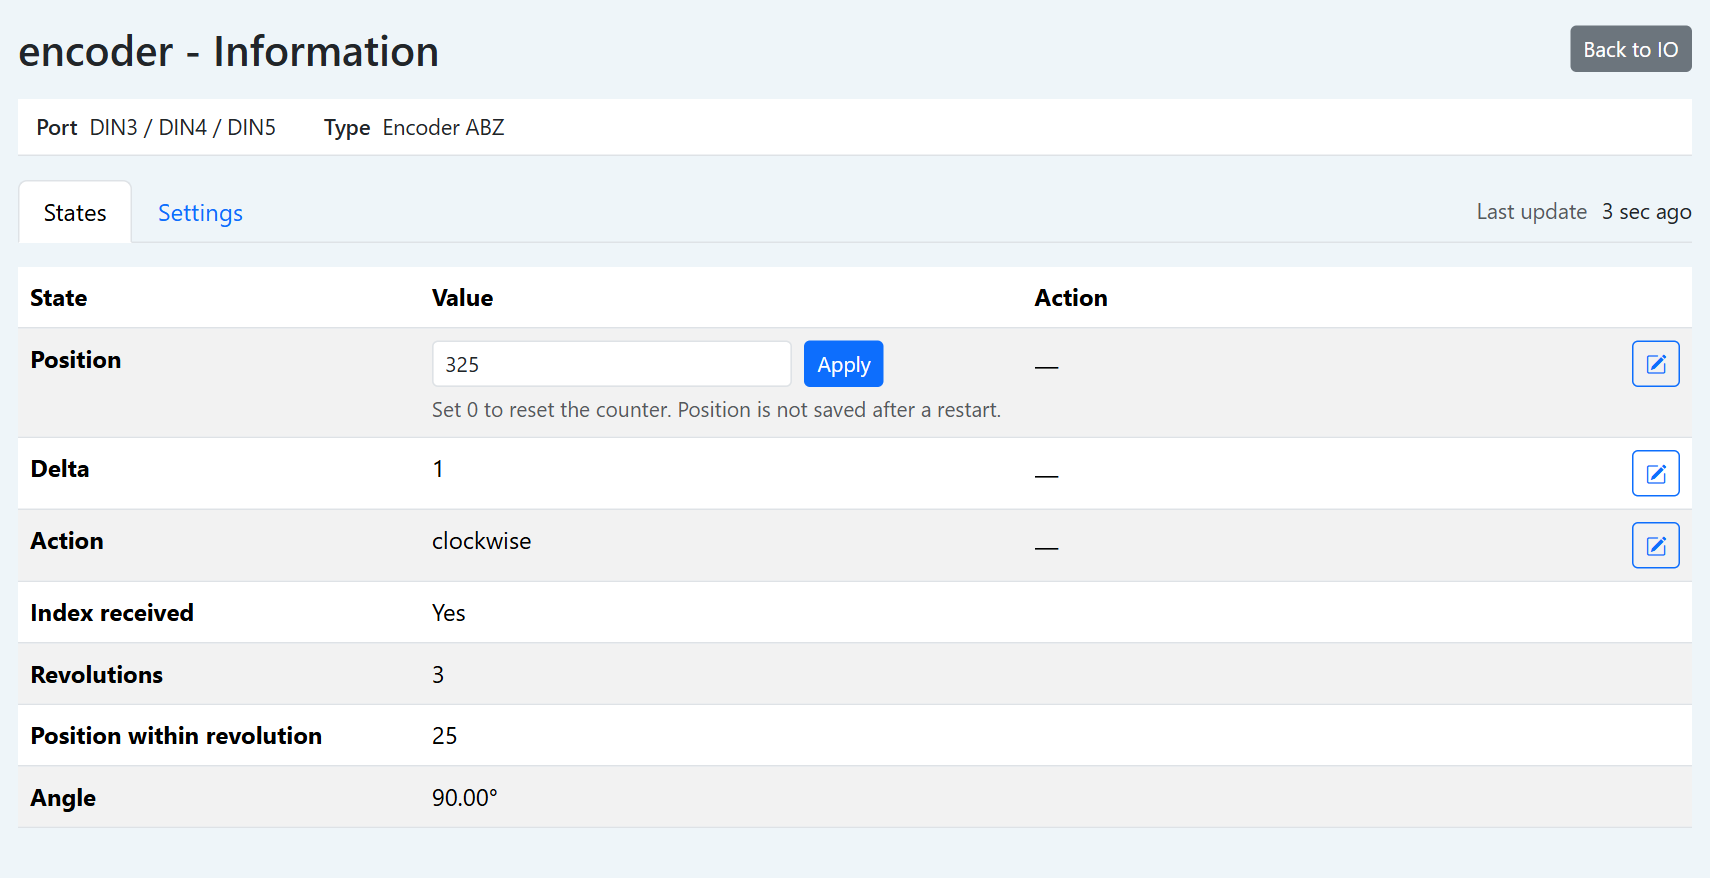 encoder - Information
Back to IO
Port DIN3 / DIN4 / DIN5 Type Encoder ABZ
States Settings Last update 3 sec ago
State Value Action
Position 325 Apply —
Set 0 to reset the counter. Position is not saved after a restart.
Delta 1 —
Action clockwise —
Index received Yes
Revolutions 3
Position within revolution 25
Angle 90.00°